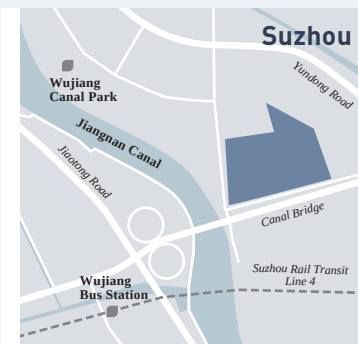 Suzhou
Yundong Road
Wujiang
Canal Park
Jiangnan Canal
Jiaotong Road
Canal Bridge
Suzhou Rail Transit
Line 4
Wujiang
Bus Station